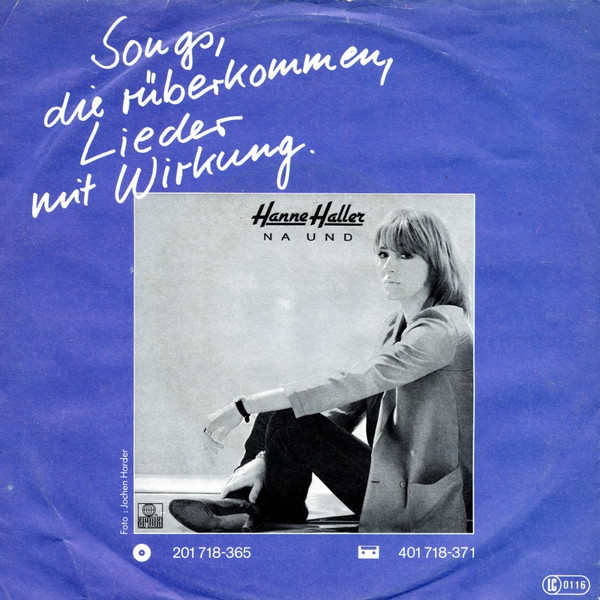 Songs,
die rüberkommen,
Lieder
mit Wirkung.
Hanne Haller
NA UND
Foto : Jochen Harder
ARIOLA
201 718-365
401 718-371
LC 0116